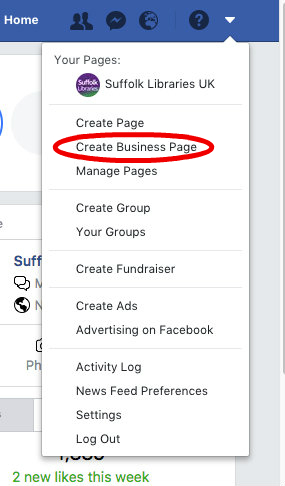 Home
Your Pages:
Suffolk Libraries
Suffolk Libraries UK
Create Page
Create Business Page
Manage Pages
Create Group
Your Groups
Create Fundraiser
Create Ads
Advertising on Facebook
Activity Log
News Feed Preferences
Settings
Log Out
Suff
M
N
Ph
2 new likes this week